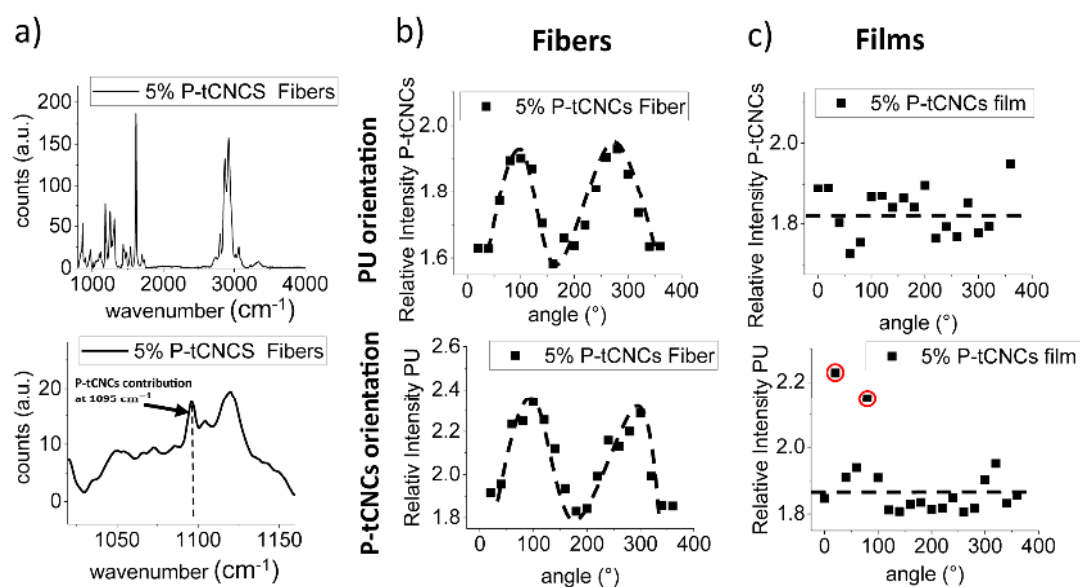 a)
5% P-tCNCS Fibers
200
150
100
50
0
counts (a.u.)
1000 2000 3000 4000
wavenumber (cm⁻¹)
5% P-tCNCS Fibers
P-tCNCs contribution
at 1095 cm⁻¹
20
10
0
counts (a.u.)
1050 1100 1150
wavenumber (cm⁻¹)
b)
Fibers
PU orientation
5% P-tCNCs Fiber
2.0
1.8
1.6
Relative Intensity P-tCNCs
0 100 200 300 400
angle (°)
P-tCNCs orientation
5% P-tCNCs Fiber
2.6
2.4
2.2
2.0
1.8
Relativ Intensity PU
0 100 200 300 400
angle (°)
c)
Films
5% P-tCNCs film
2.0
1.8
Relative Intensity P-tCNCs
0 100 200 300 400
angle (°)
5% P-tCNCs film
2.2
2.0
1.8
Relative Intensity PU
0 100 200 300 400
angle (°)